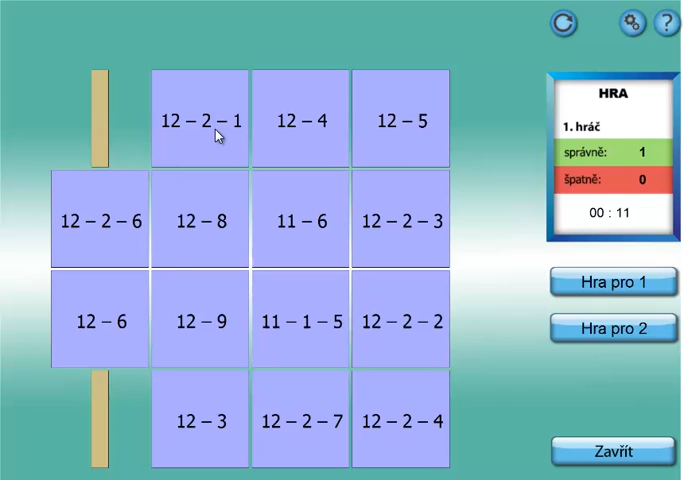 12 – 2 – 1
12 – 4
12 – 5
12 – 2 – 6
12 – 8
11 – 6
12 – 2 – 3
12 – 6
12 – 9
11 – 1 – 5
12 – 2 – 2
12 – 3
12 – 2 – 7
12 – 2 – 4
?
HRA
1. hráč
správně: 1
špatně: 0
00 : 11
Hra pro 1
Hra pro 2
Zavřít